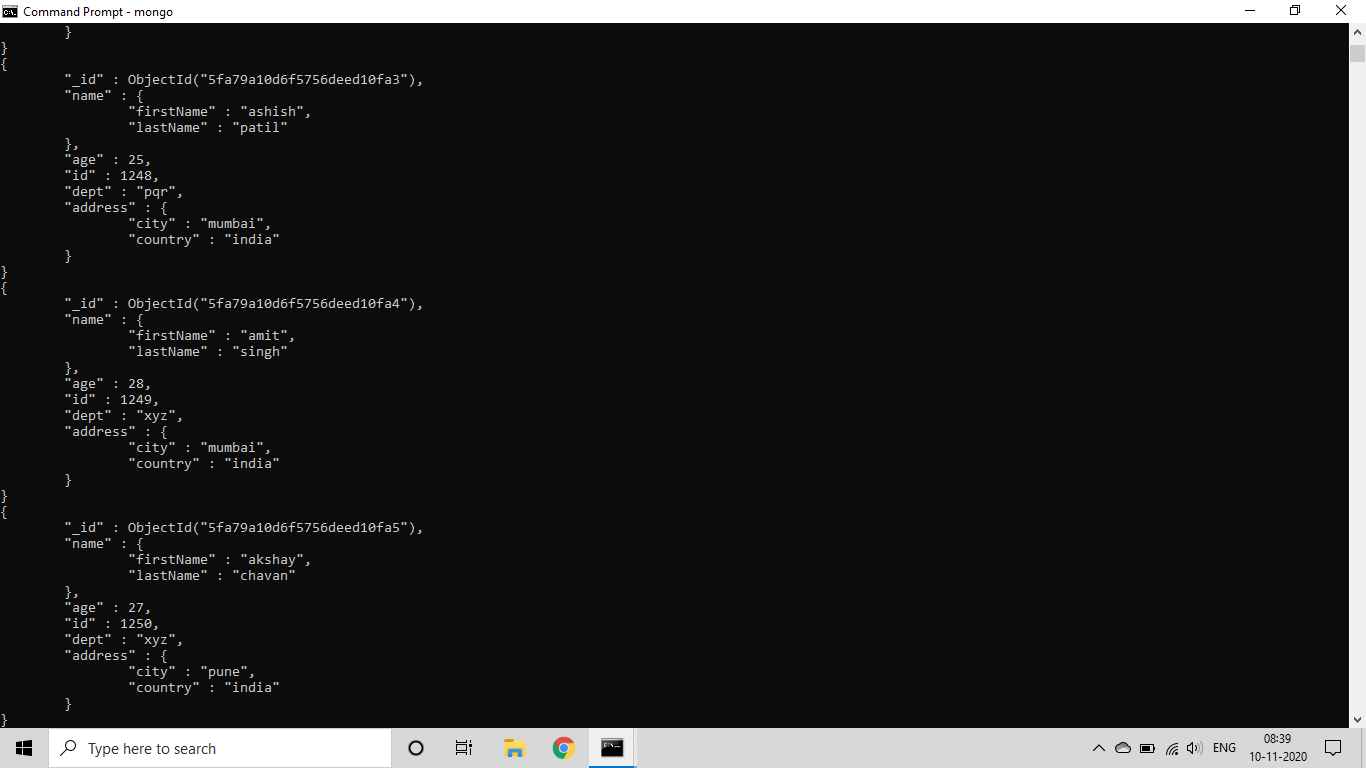 Command Prompt - mongo
        }
}
{
        "_id" : ObjectId("5fa79a10d6f5756deed10fa3"),
        "name" : {
                "firstName" : "ashish",
                "lastName" : "patil"
        },
        "age" : 25,
        "id" : 1248,
        "dept" : "pqr",
        "address" : {
                "city" : "mumbai",
                "country" : "india"
        }
}
{
        "_id" : ObjectId("5fa79a10d6f5756deed10fa4"),
        "name" : {
                "firstName" : "amit",
                "lastName" : "singh"
        },
        "age" : 28,
        "id" : 1249,
        "dept" : "xyz",
        "address" : {
                "city" : "mumbai",
                "country" : "india"
        }
}
{
        "_id" : ObjectId("5fa79a10d6f5756deed10fa5"),
        "name" : {
                "firstName" : "akshay",
                "lastName" : "chavan"
        },
        "age" : 27,
        "id" : 1250,
        "dept" : "xyz",
        "address" : {
                "city" : "pune",
                "country" : "india"
        }
}
Type here to search
ENG
08:39
10-11-2020